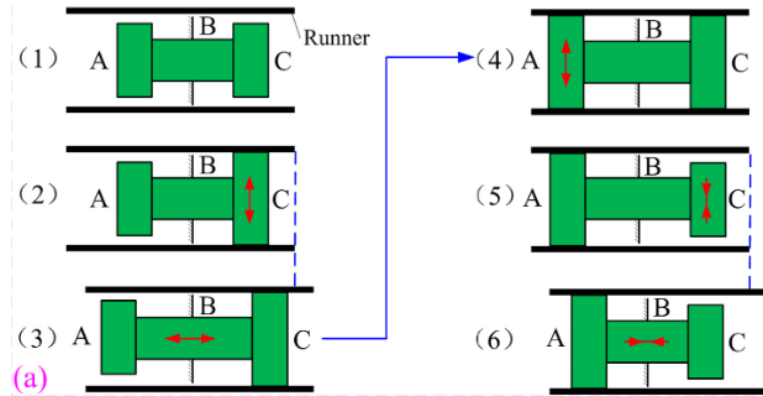 (1) A B C Runner
(2) A B C
(3) A B C
(4) A B C
(5) A B C
(6) A B C
(a)